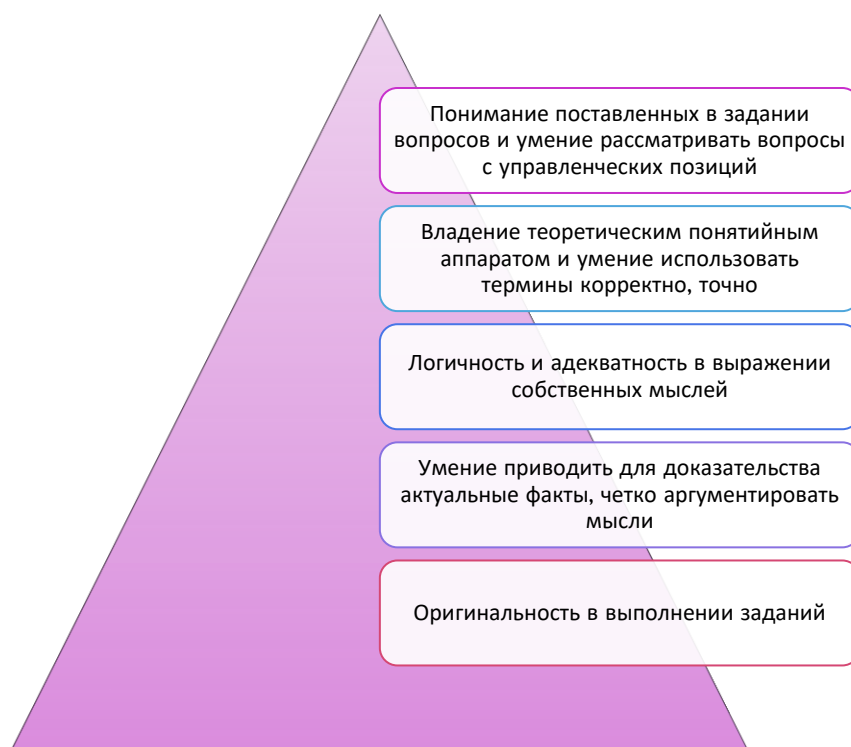 Понимание поставленных в задании
вопросов и умение рассматривать вопросы
с управленческих позиций
Владение теоретическим понятийным
аппаратом и умение использовать
термины корректно, точно
Логичность и адекватность в выражении
собственных мыслей
Умение приводить для доказательства
актуальные факты, четко аргументировать
мысли
Оригинальность в выполнении заданий